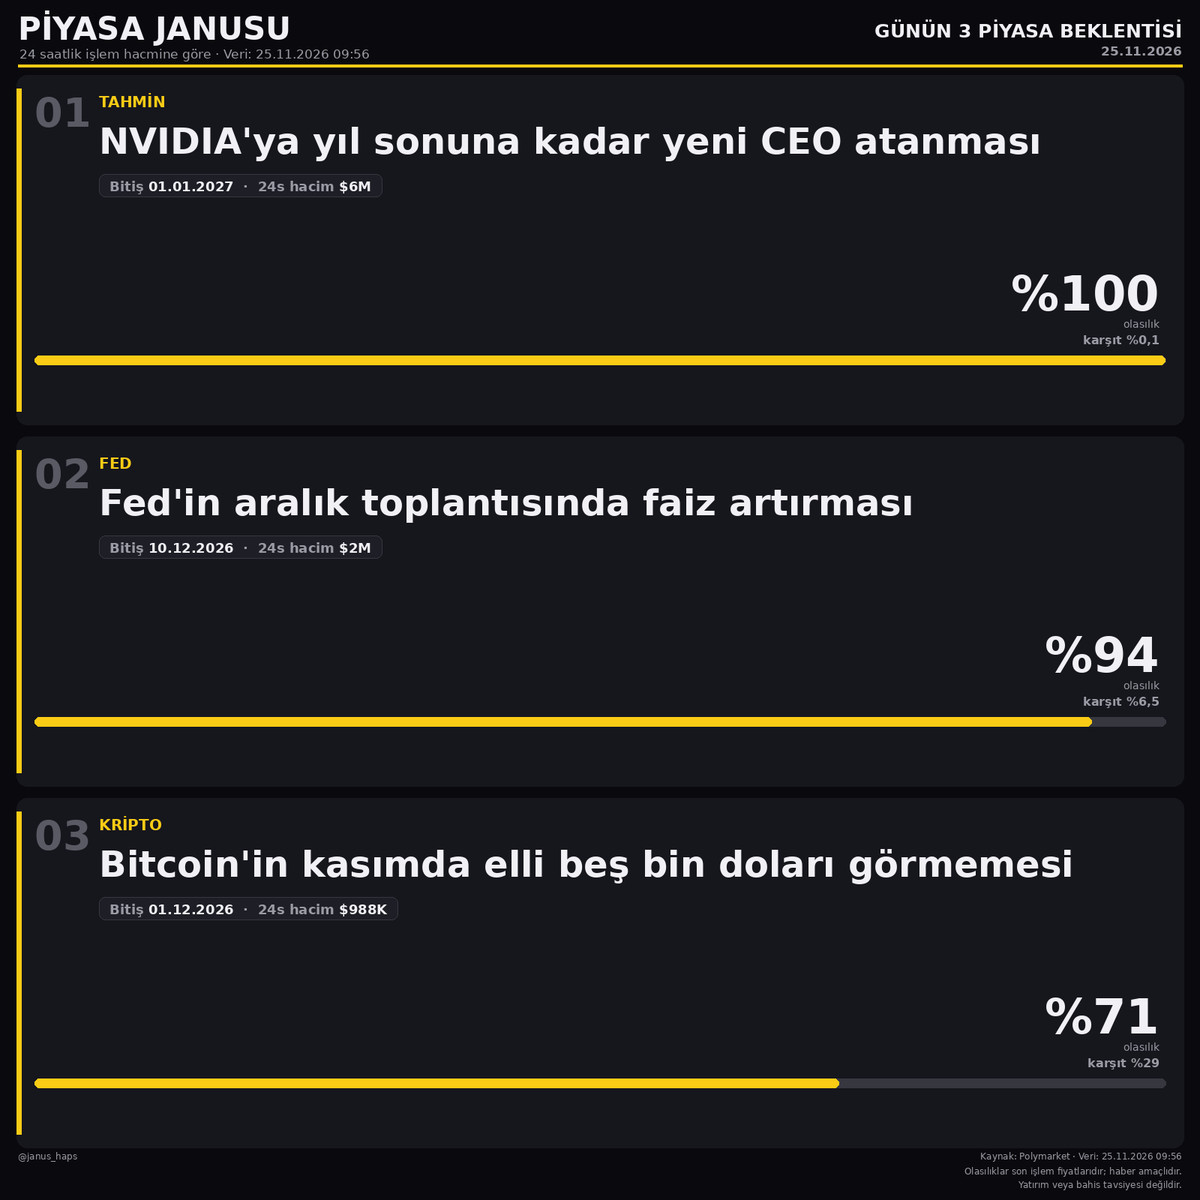 PİYASA JANUSU
24 saatlik işlem hacmine göre · Veri: 25.11.2026 09:56
GÜNÜN 3 PİYASA BEKLENTİSİ
25.11.2026
01
TAHMİN
NVIDIA'ya yıl sonuna kadar yeni CEO atanması
Bitiş 01.01.2027 · 24s hacim $6M
%100
olasılık
karşıt %0,1
02
FED
Fed'in aralık toplantısında faiz artırması
Bitiş 10.12.2026 · 24s hacim $2M
%94
olasılık
karşıt %6,5
03
KRİPTO
Bitcoin'in kasımda elli beş bin doları görmemesi
Bitiş 01.12.2026 · 24s hacim $988K
%71
olasılık
karşıt %29
@janus_haps
Kaynak: Polymarket · Veri: 25.11.2026 09:56
Olasılıklar son işlem fiyatlarıdır; haber amaçlıdır.
Yatırım veya bahis tavsiyesi değildir.